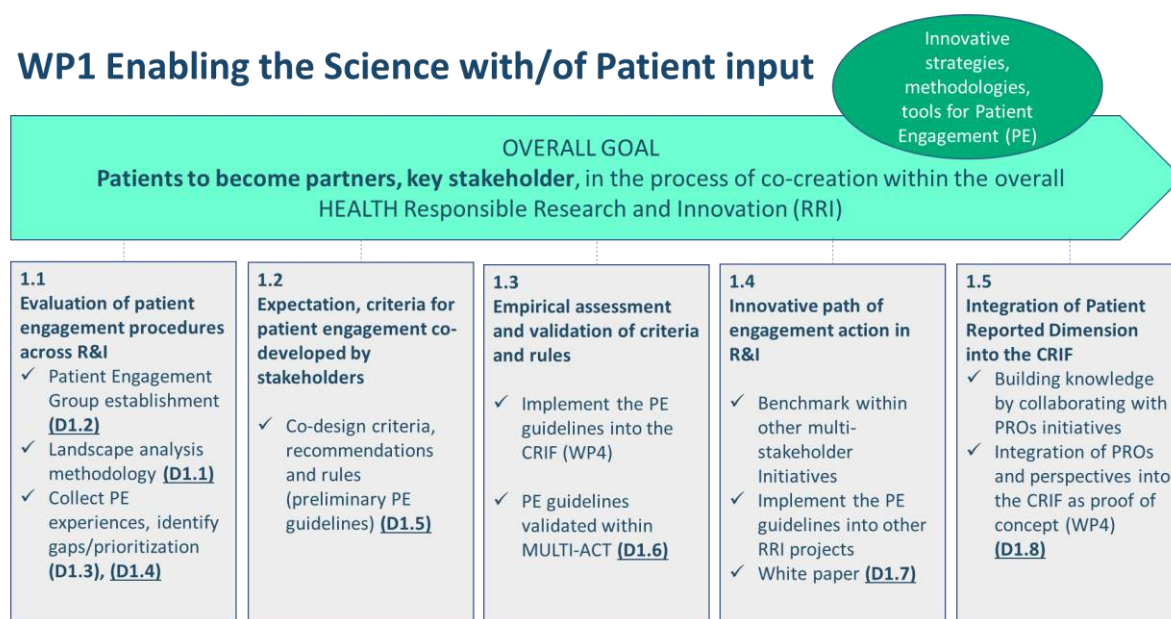 WP1 Enabling the Science with/of Patient input
Innovative
strategies,
methodologies,
tools for Patient
Engagement (PE)
OVERALL GOAL
Patients to become partners, key stakeholder, in the process of co-creation within the overall
HEALTH Responsible Research and Innovation (RRI)
1.1
Evaluation of patient
engagement procedures
across R&I
✓ Patient Engagement
Group establishment
(D1.2)
✓ Landscape analysis
methodology (D1.1)
✓ Collect PE
experiences, identify
gaps/prioritization
(D1.3), (D1.4)
1.2
Expectation, criteria for
patient engagement co-
developed by
stakeholders
✓ Co-design criteria,
recommendations
and rules
(preliminary PE
guidelines) (D1.5)
1.3
Empirical assessment
and validation of criteria
and rules
✓ Implement the PE
guidelines into the
CRIF (WP4)
✓ PE guidelines
validated within
MULTI-ACT (D1.6)
1.4
Innovative path of
engagement action in
R&I
✓ Benchmark within
other multi-
stakeholder
Initiatives
✓ Implement the PE
guidelines into other
RRI projects
✓ White paper (D1.7)
1.5
Integration of Patient
Reported Dimension
into the CRIF
✓ Building knowledge
by collaborating with
PROs initiatives
✓ Integration of PROs
and perspectives into
the CRIF as proof of
concept (WP4)
(D1.8)